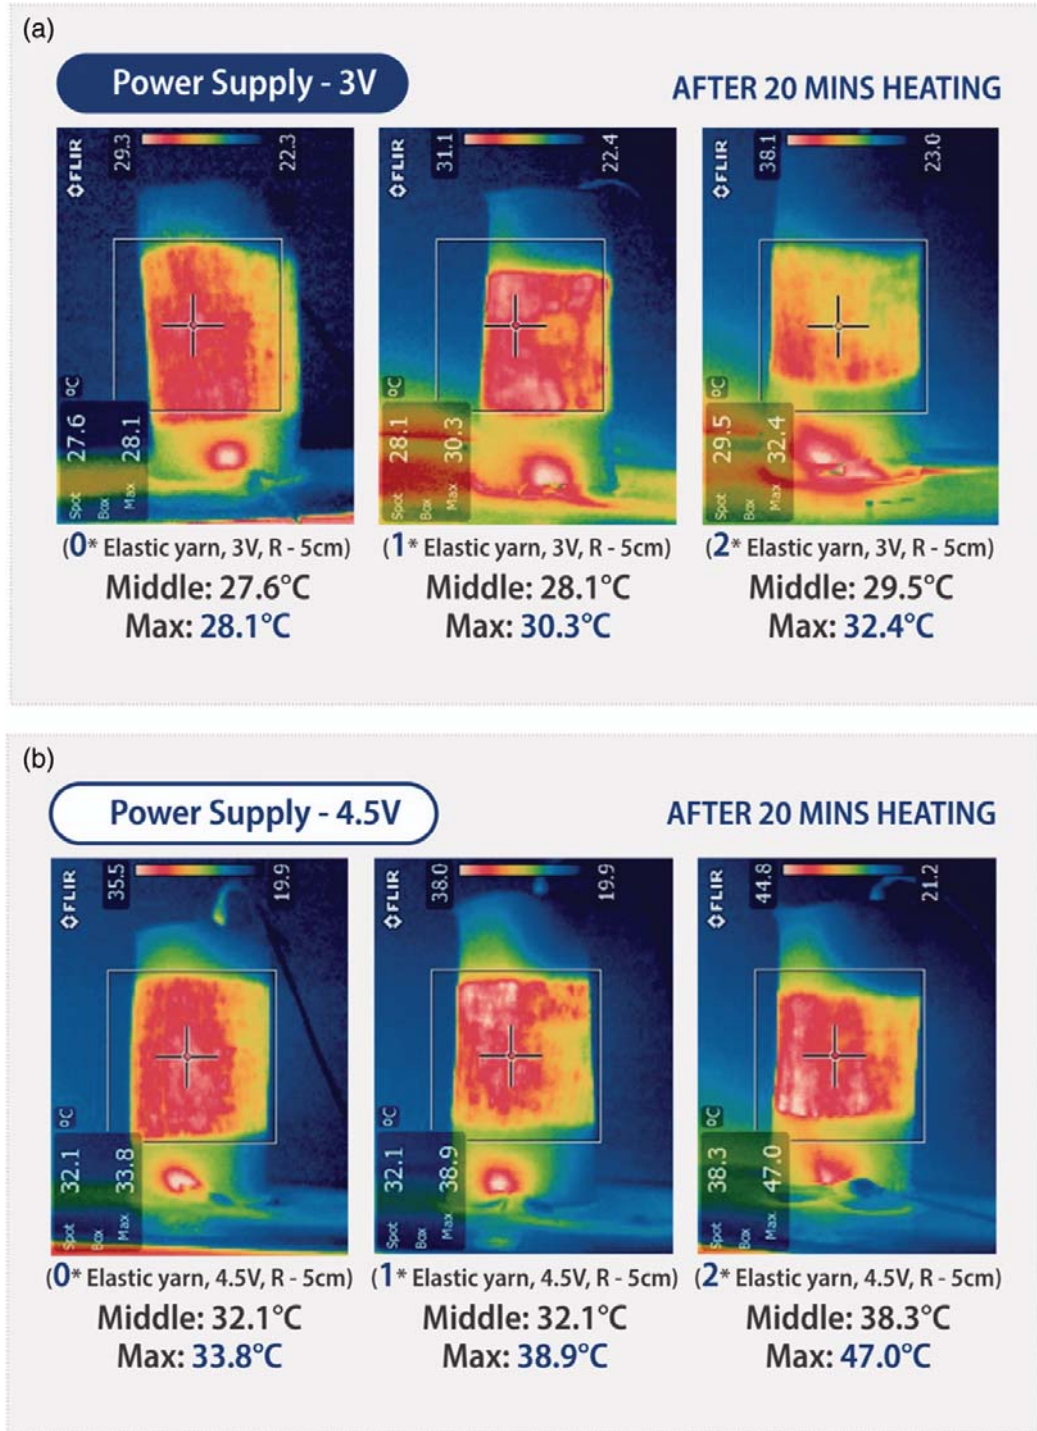 (a)
Power Supply - 3V
AFTER 20 MINS HEATING
FLIR
29.3
22.3
27.6
°C
28.1
Spot
Box
Max
FLIR
31.1
22.4
28.1
°C
30.3
Spot
Box
Max
FLIR
38.1
23.0
29.5
°C
32.4
Spot
Box
Max
(0* Elastic yarn, 3V, R - 5cm)
Middle: 27.6°C
Max: 28.1°C
(1* Elastic yarn, 3V, R - 5cm)
Middle: 28.1°C
Max: 30.3°C
(2* Elastic yarn, 3V, R - 5cm)
Middle: 29.5°C
Max: 32.4°C
(b)
Power Supply - 4.5V
AFTER 20 MINS HEATING
FLIR
35.5
19.9
32.1
°C
33.8
Spot
Box
Max
FLIR
38.0
19.9
32.1
°C
38.9
Spot
Box
Max
FLIR
44.8
21.2
38.3
°C
47.0
Spot
Box
Max
(0* Elastic yarn, 4.5V, R - 5cm)
Middle: 32.1°C
Max: 33.8°C
(1* Elastic yarn, 4.5V, R - 5cm)
Middle: 32.1°C
Max: 38.9°C
(2* Elastic yarn, 4.5V, R - 5cm)
Middle: 38.3°C
Max: 47.0°C